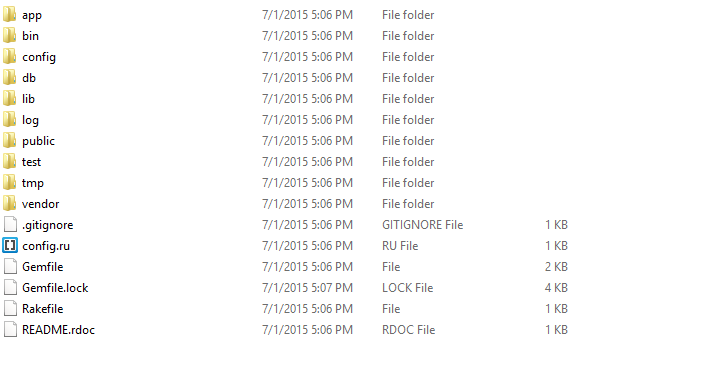 app 7/1/2015 5:06 PM File folder
bin 7/1/2015 5:06 PM File folder
config 7/1/2015 5:06 PM File folder
db 7/1/2015 5:06 PM File folder
lib 7/1/2015 5:06 PM File folder
log 7/1/2015 5:06 PM File folder
public 7/1/2015 5:06 PM File folder
test 7/1/2015 5:06 PM File folder
tmp 7/1/2015 5:06 PM File folder
vendor 7/1/2015 5:06 PM File folder
.gitignore 7/1/2015 5:06 PM GITIGNORE File 1 KB
config.ru 7/1/2015 5:06 PM RU File 1 KB
Gemfile 7/1/2015 5:06 PM File 2 KB
Gemfile.lock 7/1/2015 5:07 PM LOCK File 4 KB
Rakefile 7/1/2015 5:06 PM File 1 KB
README.rdoc 7/1/2015 5:06 PM RDOC File 1 KB